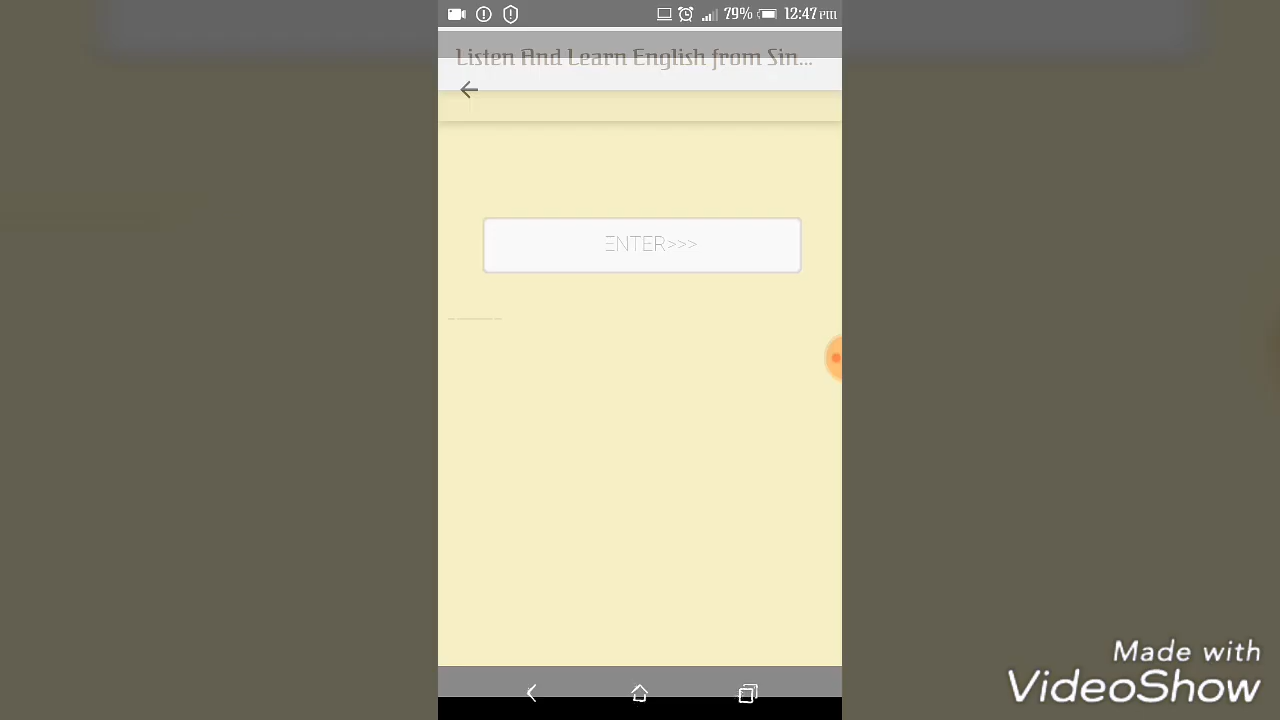 79% 12:47 PM
Listen And Learn English from Sin...
ENTER>>>
Made with
VideoShow